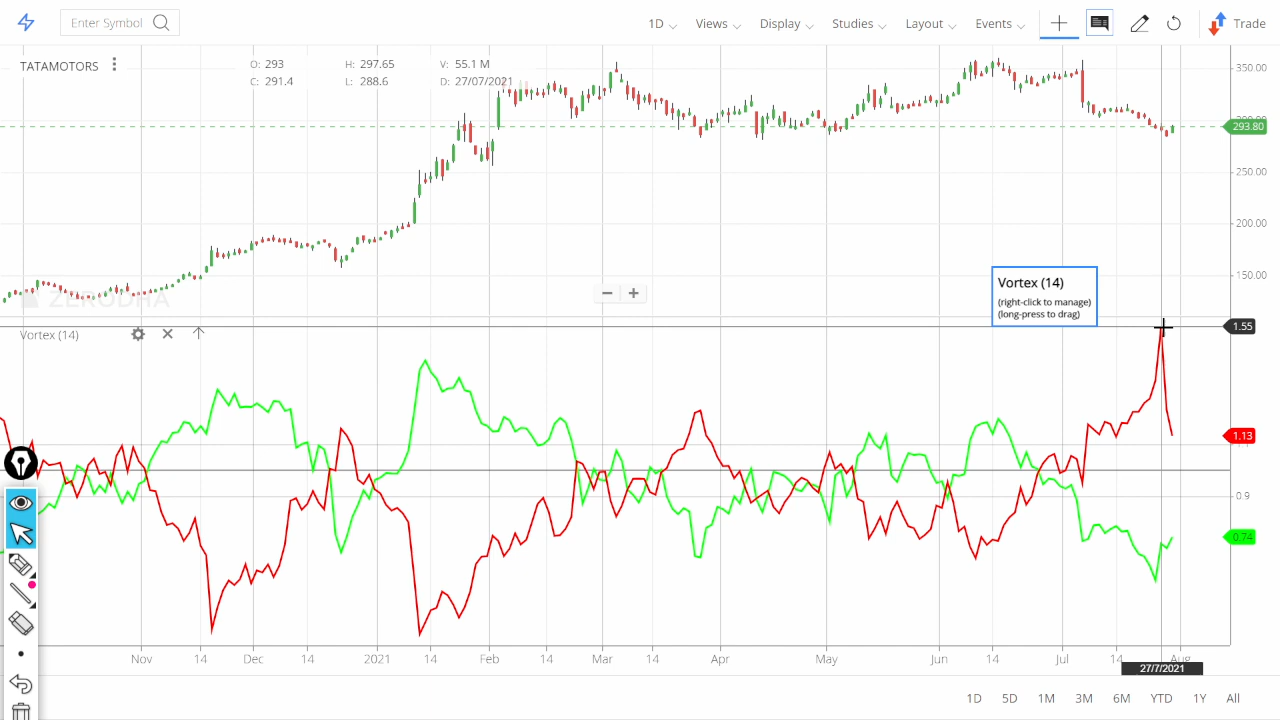 Enter Symbol
1D Views Display Studies Layout Events Trade
TATAMOTORS
O: 293 H: 297.65 V: 55.1 M
C: 291.4 L: 288.6 D: 27/07/2021
350.00
300.00
293.80
250.00
200.00
150.00
ZERODHA
Vortex (14)
(right-click to manage)
(long-press to drag)
Vortex (14)
1.55
1.13
0.9
0.74
Nov 14 Dec 14 2021 14 Feb 14 Mar 14 Apr May Jun 14 Jul 14 Aug
27/7/2021
1D 5D 1M 3M 6M YTD 1Y All